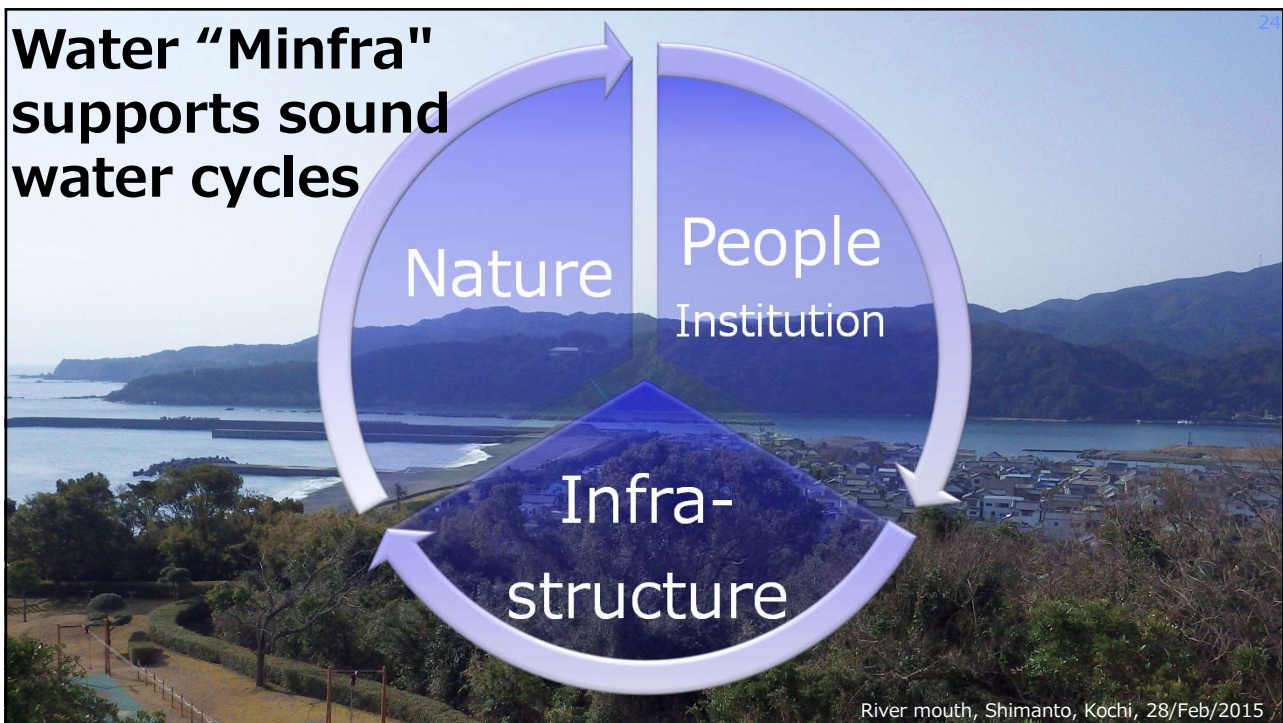 24
Water “Minfra"
supports sound
water cycles
Nature
People
Institution
Infra-
structure
River mouth, Shimanto, Kochi, 28/Feb/2015